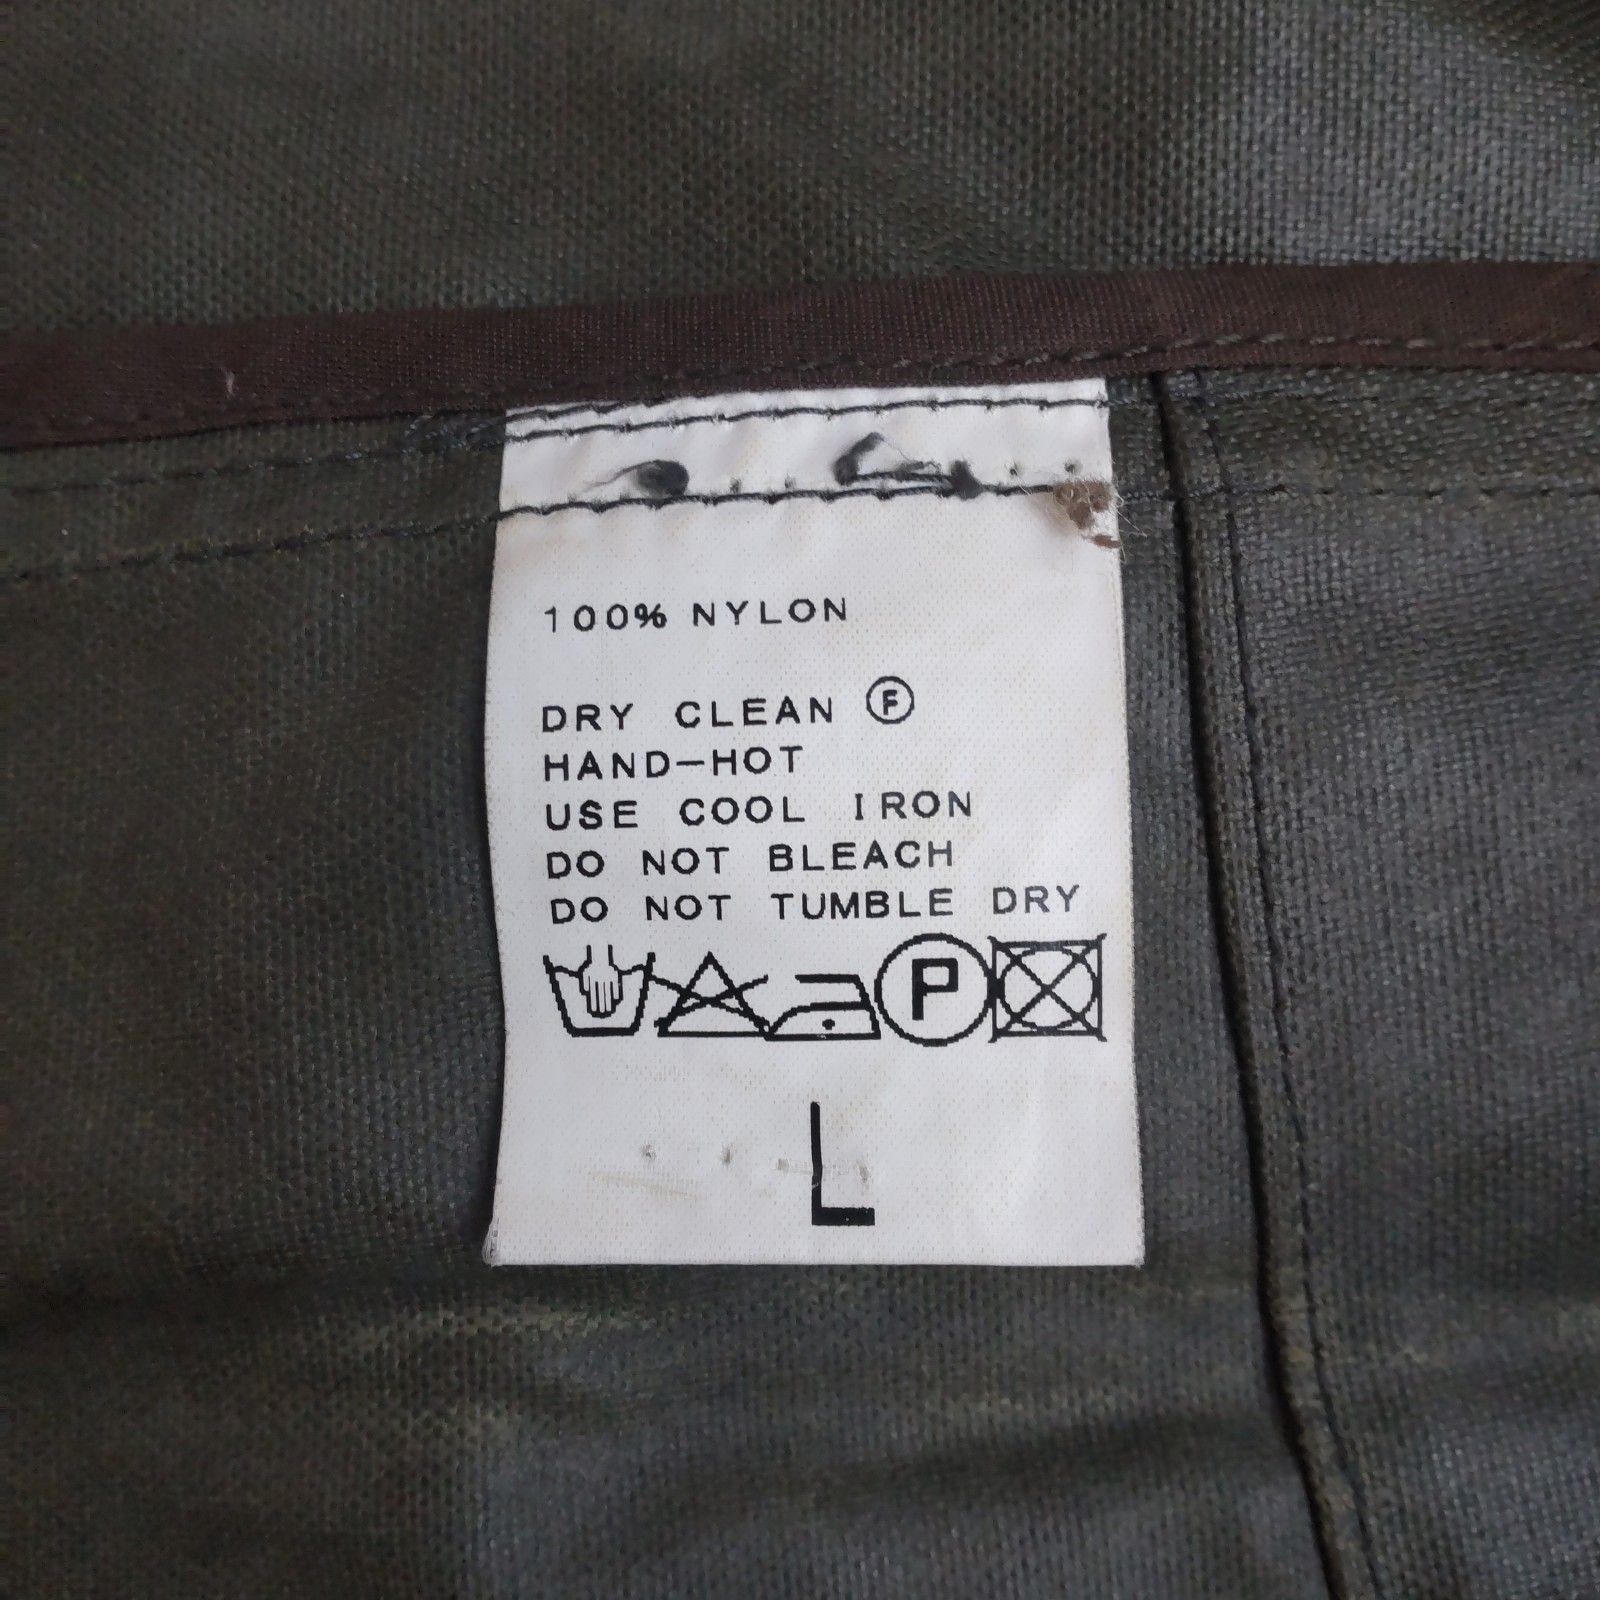 100% NYLON
DRY CLEAN Ⓕ
HAND-HOT
USE COOL IRON
DO NOT BLEACH
DO NOT TUMBLE DRY
P
L